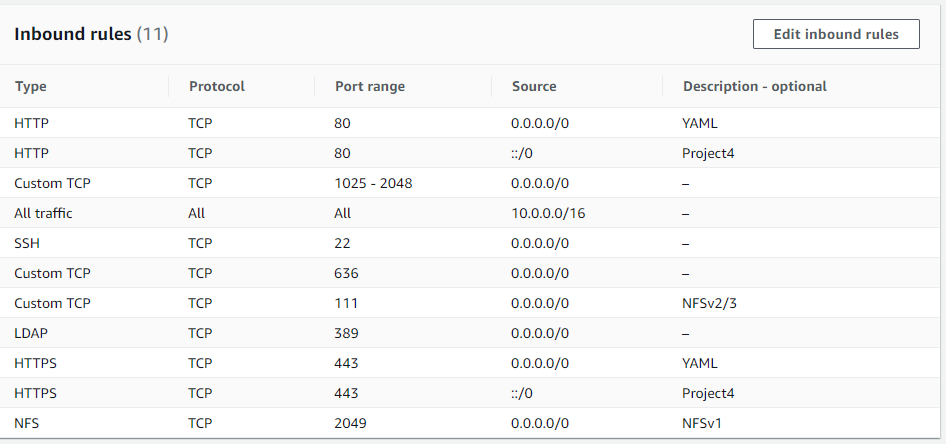 Inbound rules (11) Edit inbound rules
Type Protocol Port range Source Description - optional
HTTP TCP 80 0.0.0.0/0 YAML
HTTP TCP 80 ::/0 Project4
Custom TCP TCP 1025 - 2048 0.0.0.0/0 –
All traffic All All 10.0.0.0/16 –
SSH TCP 22 0.0.0.0/0 –
Custom TCP TCP 636 0.0.0.0/0 –
Custom TCP TCP 111 0.0.0.0/0 NFSv2/3
LDAP TCP 389 0.0.0.0/0 –
HTTPS TCP 443 0.0.0.0/0 YAML
HTTPS TCP 443 ::/0 Project4
NFS TCP 2049 0.0.0.0/0 NFSv1